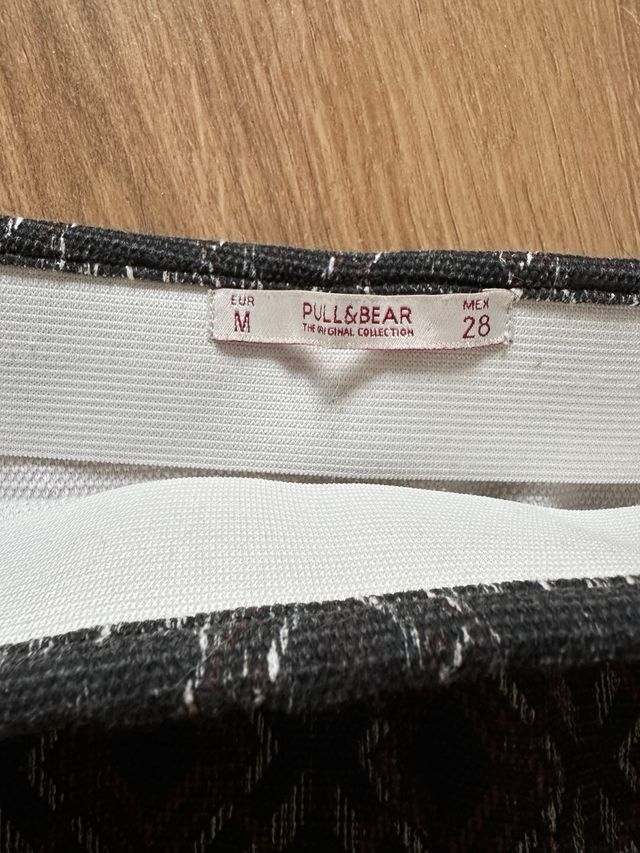 EUR
M
PULL&BEAR
THE ORIGINAL COLLECTION
MEX
28